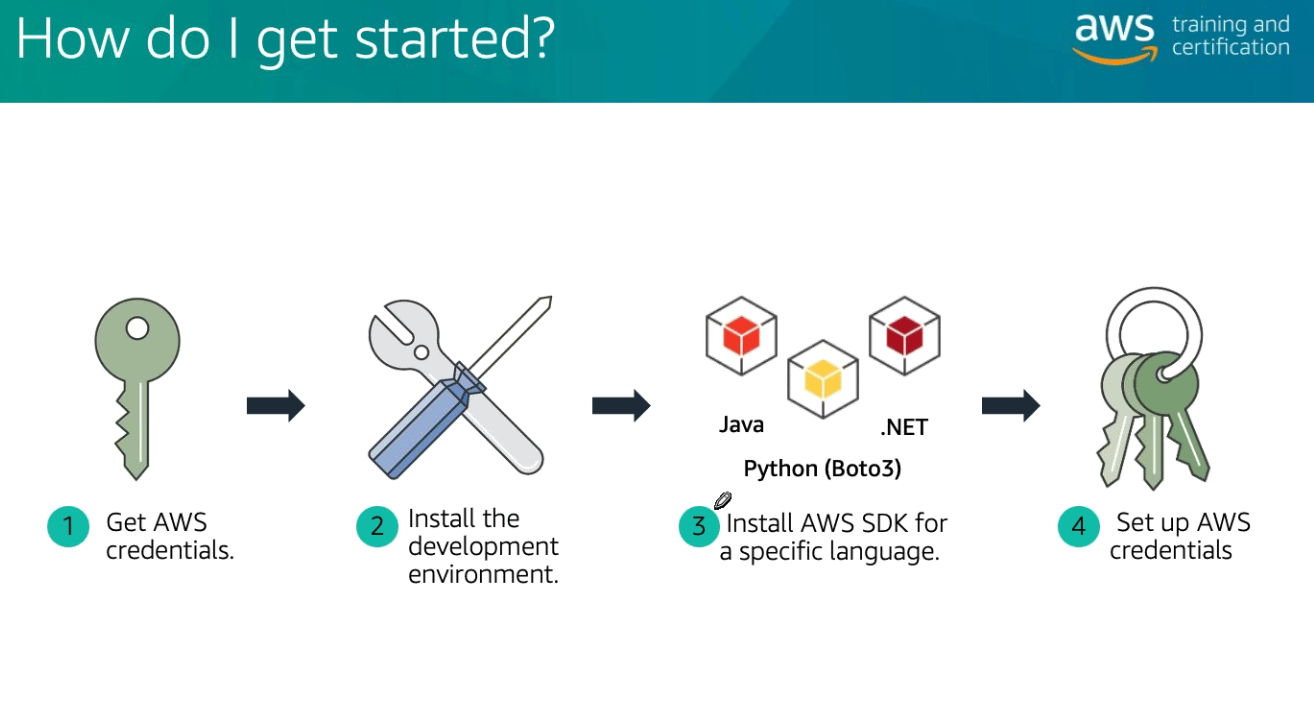 How do I get started?
aws training and
certification
Java
.NET
Python (Boto3)
1 Get AWS
credentials.
2 Install the
development
environment.
3 Install AWS SDK for
a specific language.
4 Set up AWS
credentials